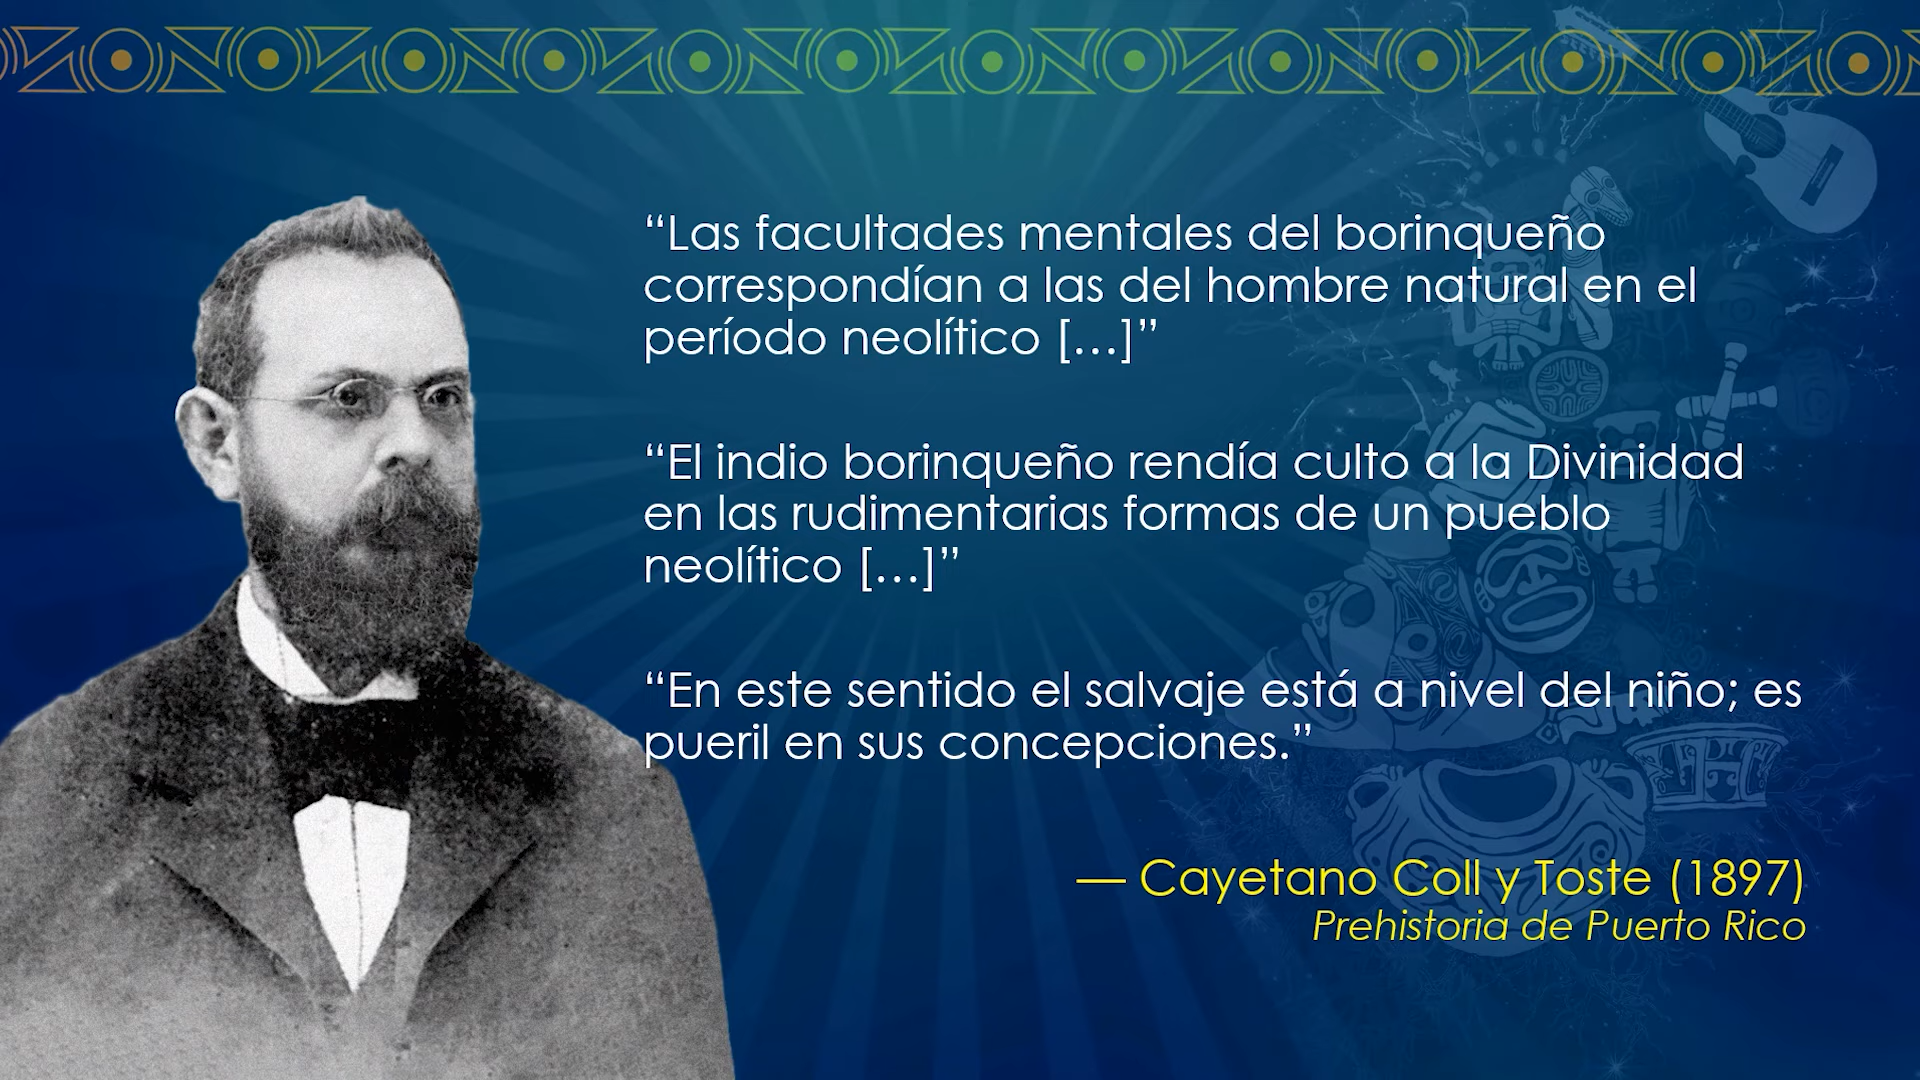 “Las facultades mentales del borinqueño
correspondían a las del hombre natural en el
período neolítico […]”
“El indio borinqueño rendía culto a la Divinidad
en las rudimentarias formas de un pueblo
neolítico […]”
“En este sentido el salvaje está a nivel del niño; es
pueril en sus concepciones.”
— Cayetano Coll y Toste (1897)
Prehistoria de Puerto Rico